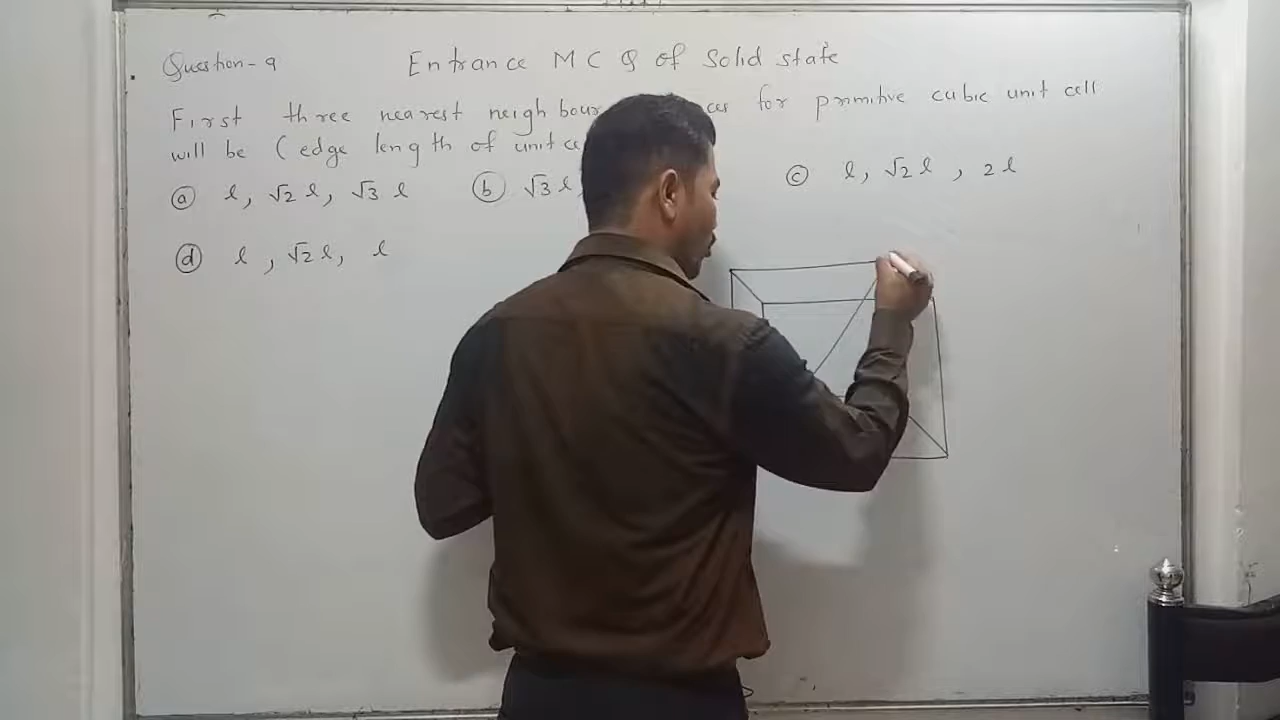 Question-9 Entrance MCQ of Solid state
First three nearest neighbour for primitive cubic unit cell
will be (edge length of unit
ⓐ l, √2 l, √3 l ⓑ √3 l ⓒ l, √2 l, 2 l
ⓓ l, √2 l, l